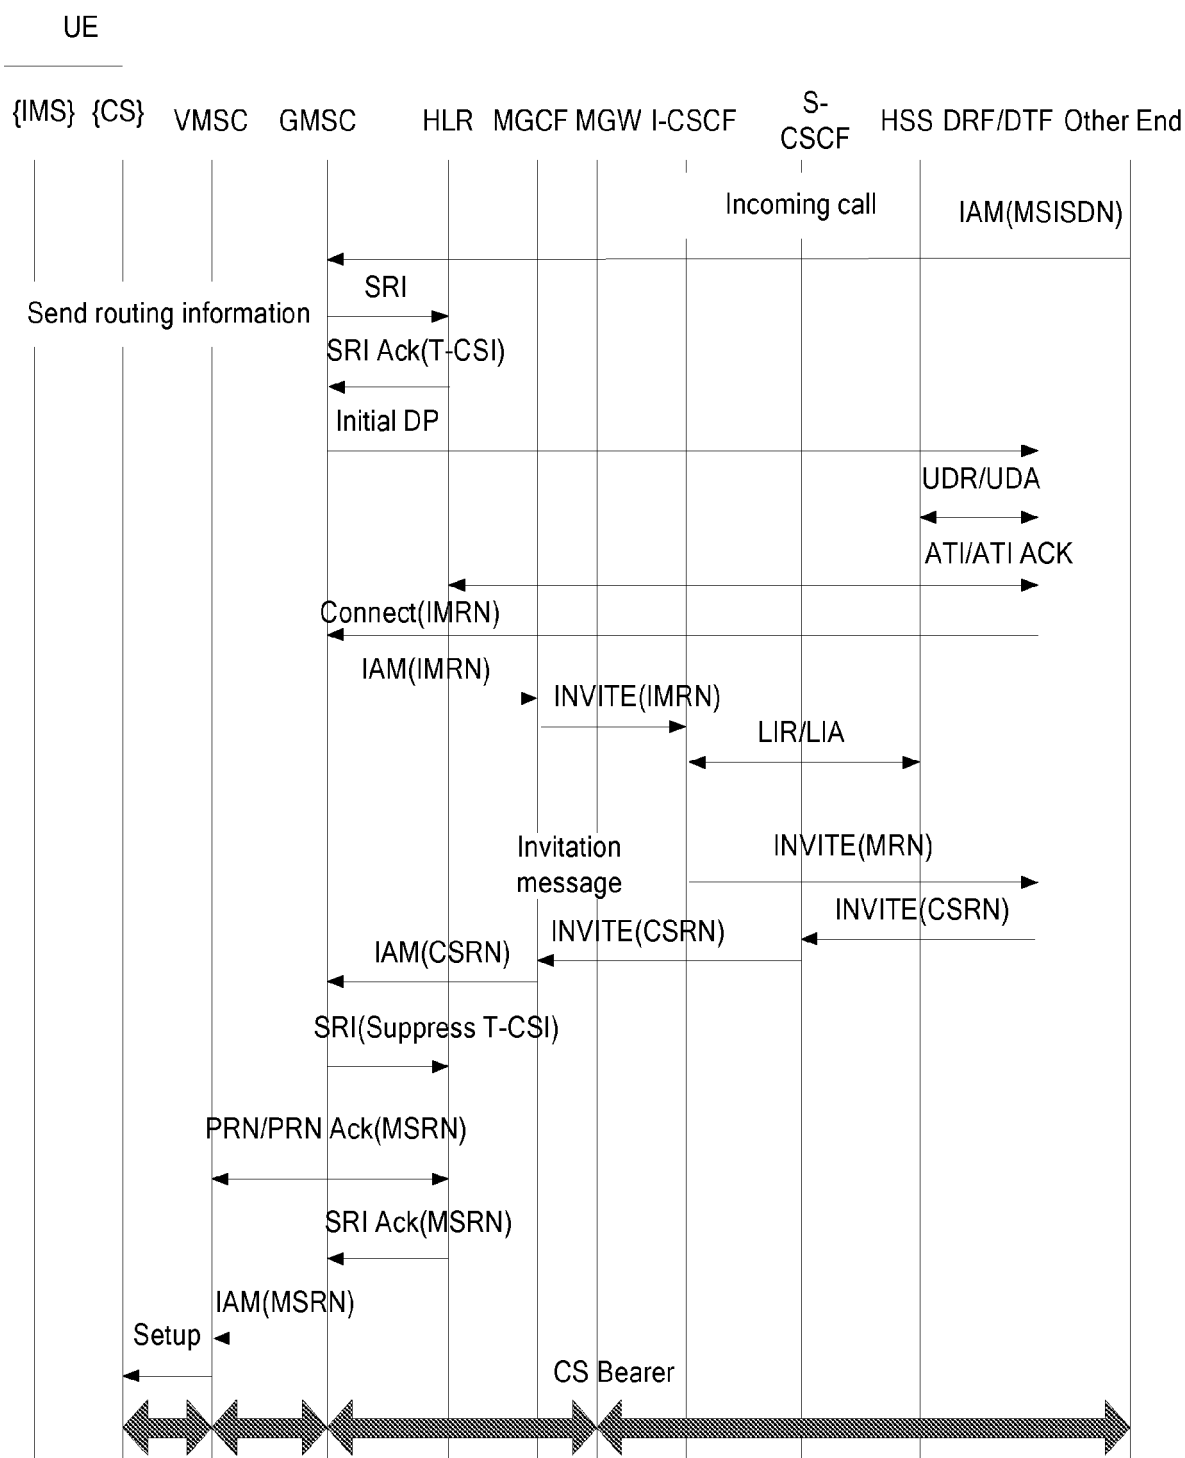 UE
{IMS} {CS} VMSC GMSC HLR MGCF MGW I-CSCF S-CSCF HSS DRF/DTF Other End
Incoming call
IAM(MSISDN)
SRI
Send routing information
SRI Ack(T-CSI)
Initial DP
UDR/UDA
ATI/ATI ACK
Connect(IMRN)
IAM(IMRN)
INVITE(IMRN)
LIR/LIA
Invitation
message
INVITE(MRN)
INVITE(CSRN)
INVITE(CSRN)
IAM(CSRN)
SRI(Suppress T-CSI)
PRN/PRN Ack(MSRN)
SRI Ack(MSRN)
IAM(MSRN)
Setup
CS Bearer